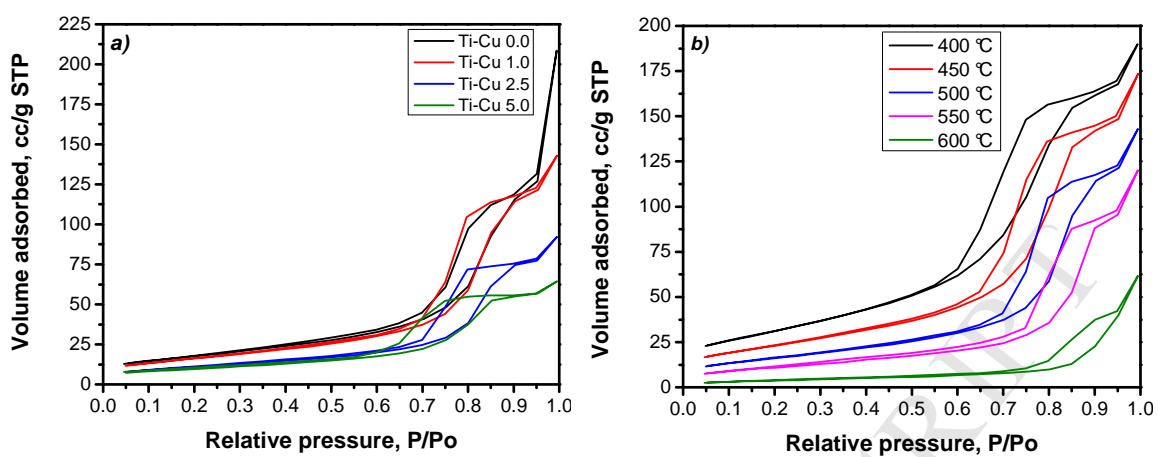 a)
Ti-Cu 0.0
Ti-Cu 1.0
Ti-Cu 2.5
Ti-Cu 5.0
Volume adsorbed, cc/g STP
225
200
175
150
125
100
75
50
25
0
0.0 0.1 0.2 0.3 0.4 0.5 0.6 0.7 0.8 0.9 1.0
Relative pressure, P/Po
b)
400 °C
450 °C
500 °C
550 °C
600 °C
Volume adsorbed, cc/g STP
200
175
150
125
100
75
50
25
0
0.0 0.1 0.2 0.3 0.4 0.5 0.6 0.7 0.8 0.9 1.0
Relative pressure, P/Po
RIPT